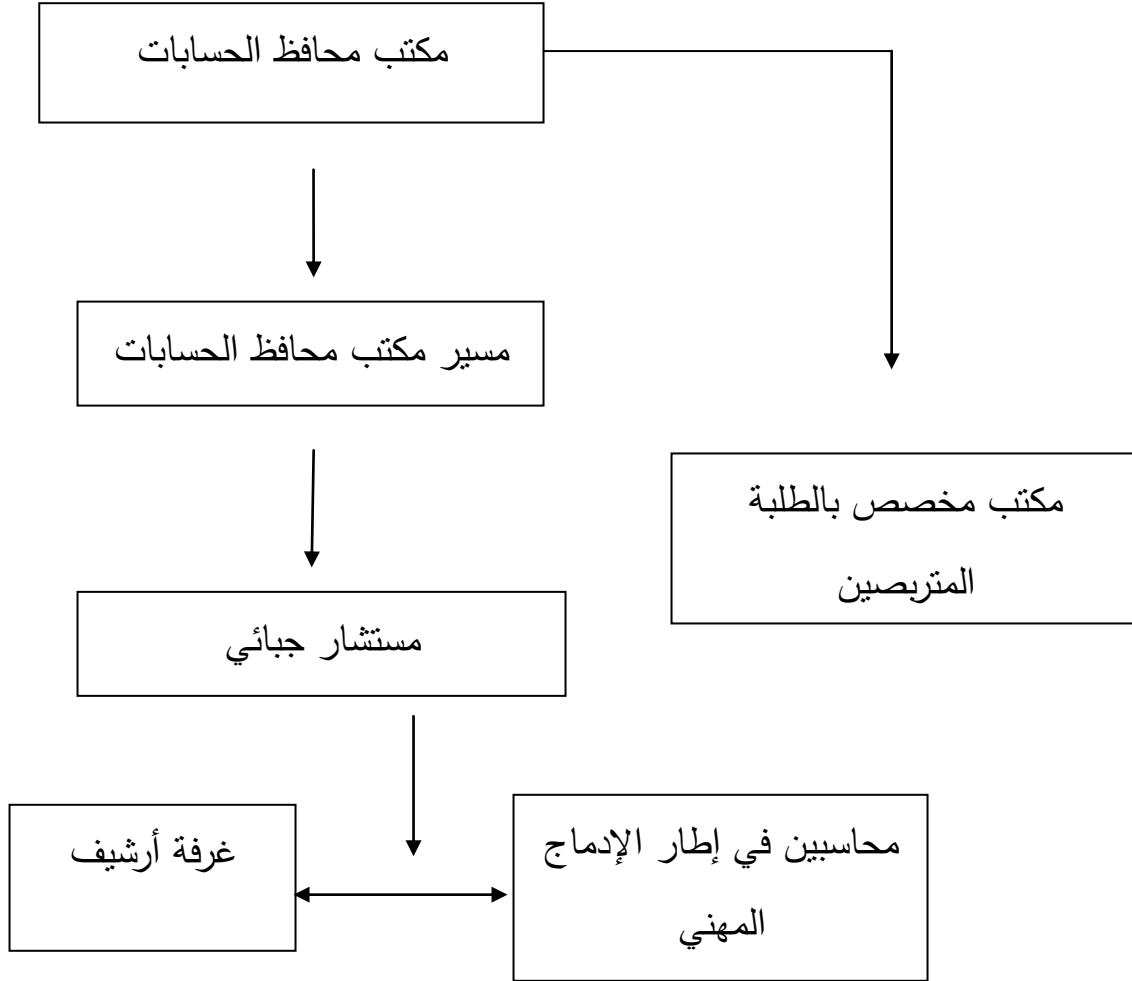 مكتب محافظ الحسابات
مسير مكتب محافظ الحسابات
مكتب مخصص بالطلبة
المتربصين
مستشار جبائي
محاسبين في إطار الإدماج
المهني
غرفة أرشيف